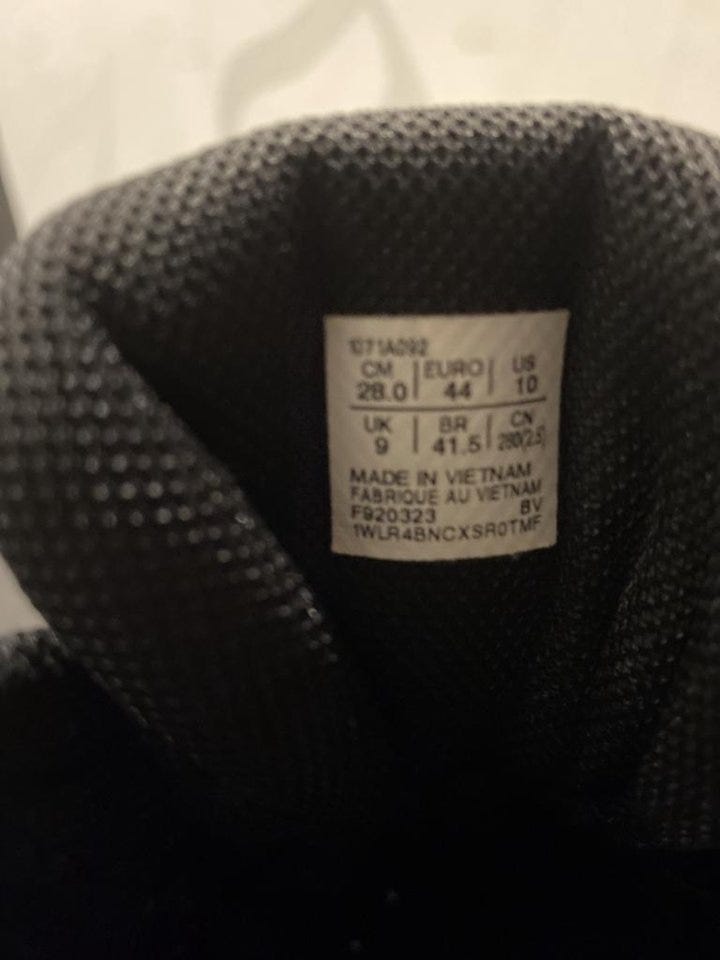 1071A092
CM | EURO | US
28.0 | 44 | 10
UK | BR | CN
9 | 41.5 | 280(2.5)
MADE IN VIETNAM
FABRIQUE AU VIETNAM
F920323 BV
1WLR4BNCXSR0TMF